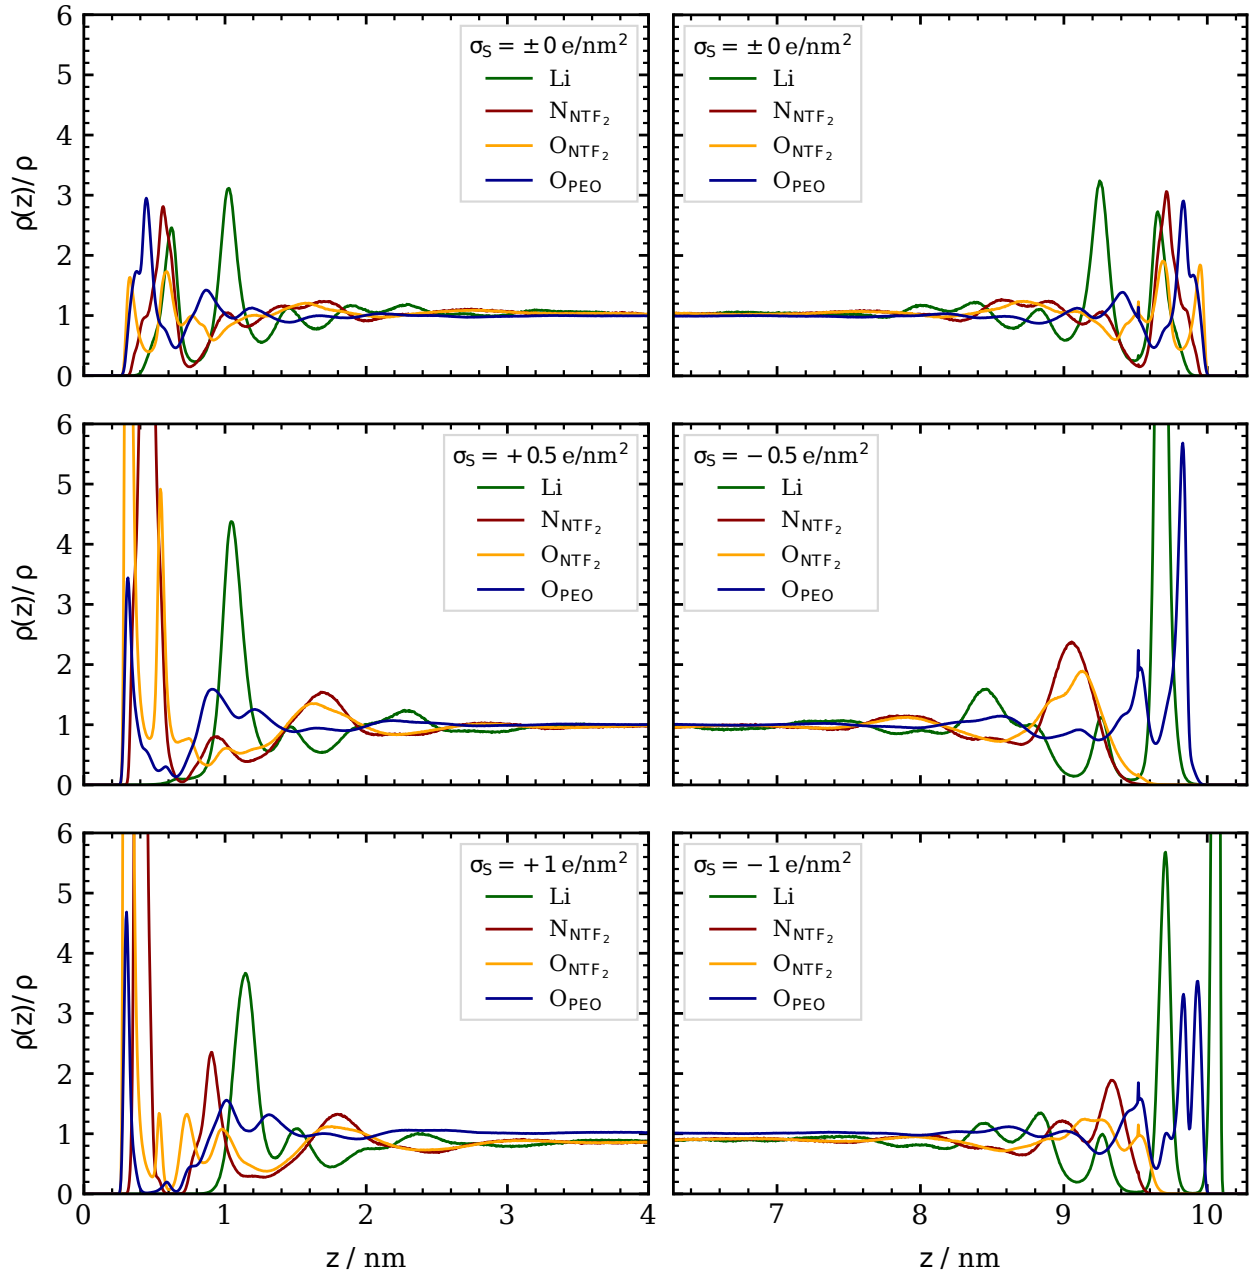 6
5
4
3
2
1
0
ρ(z)/ ρ
σS = ±0 e/nm²
Li
NNTF₂
ONTF₂
OPEO
σS = ±0 e/nm²
Li
NNTF₂
ONTF₂
OPEO
6
5
4
3
2
1
0
ρ(z)/ ρ
σS = +0.5 e/nm²
Li
NNTF₂
ONTF₂
OPEO
σS = −0.5 e/nm²
Li
NNTF₂
ONTF₂
OPEO
6
5
4
3
2
1
0
ρ(z)/ ρ
σS = +1 e/nm²
Li
NNTF₂
ONTF₂
OPEO
σS = −1 e/nm²
Li
NNTF₂
ONTF₂
OPEO
0 1 2 3 4
7 8 9 10
z / nm
z / nm